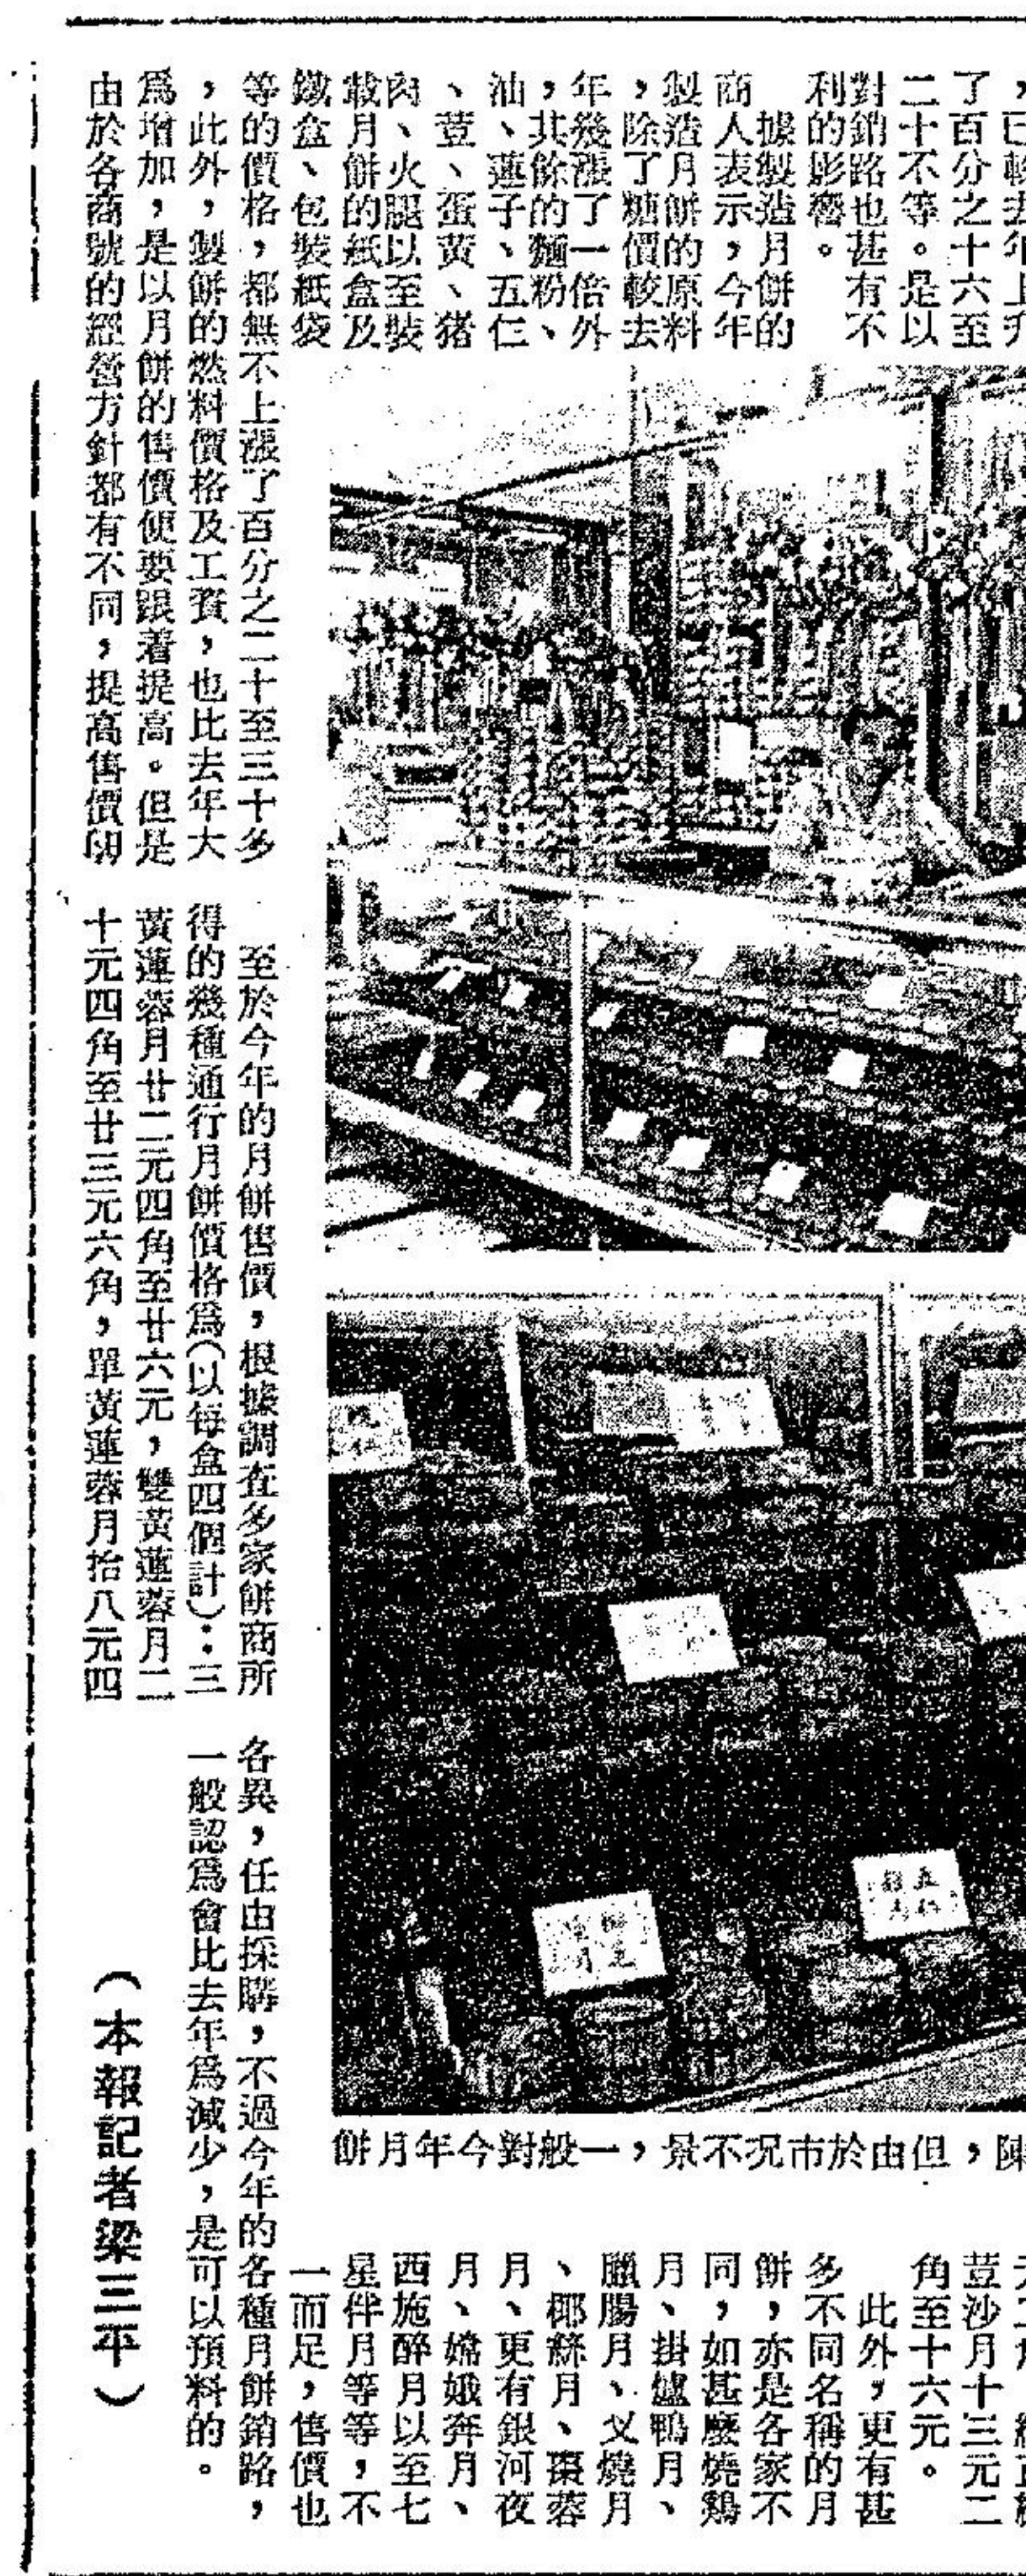 ，已較去年上升
了百分之十六至
二十不等。是以
對銷路也甚有不
利的影響。
據製造月餅的
商人表示，今年
製造月餅的原料
，除了糖價較去
年幾漲了一倍外
，其餘的麵粉、
油、蓮子、五仁
、荳、蛋黃、猪
肉、火腿以至裝
載月餅的紙盒及
鐵盒、包裝紙袋
等的價格，都無不上漲了百分之二十至三十多
，此外，製餅的燃料價格及工資，也比去年大
爲增加，是以月餅的售價便要跟着提高。但是
由於各商號的經營方針都有不同，提高售價的
至於今年的月餅售價，根據調查多家餅商所
得的幾種通行月餅價格爲（以每盒四個計）：三
黃蓮蓉月廿二元四角至廿六元，雙黃蓮蓉月二
十元四角至廿三元六角，單黃蓮蓉月拾八元四
陳，但由於市況不景，一般對今年月餅
荳沙月十三元二
角至十六元。
此外，更有甚
多不同名稱的月
餅，亦是各家不
同，如甚麽燒鷄
月、掛爐鴨月、
臘腸月、叉燒月
、椰絲月、棗蓉
月、更有銀河夜
月、嫦娥奔月、
西施醉月以至七
星伴月等等，不
一而足，售價也
各異，任由採購，不過今年的各種月餅銷路，
一般認爲會比去年爲減少，是可以預料的。
（本報記者梁三平）